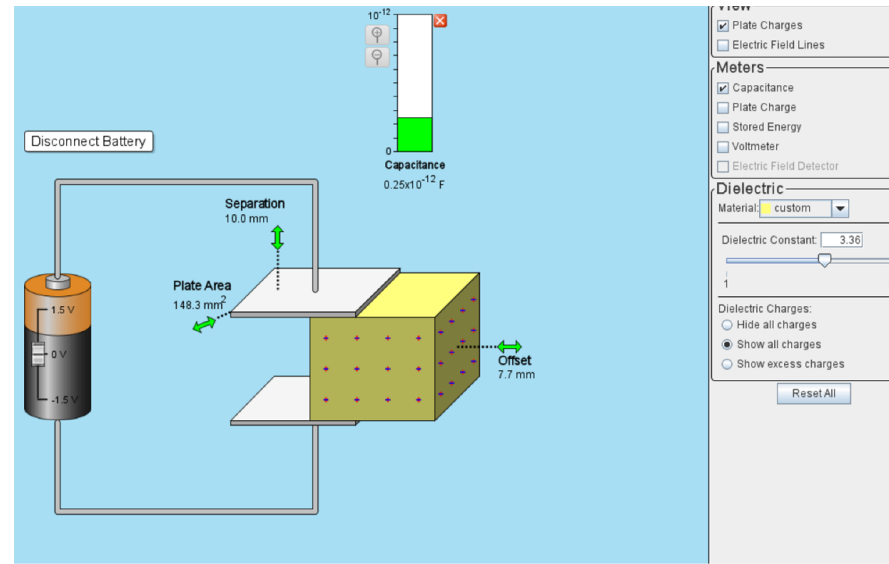 View
Plate Charges
Electric Field Lines
Meters
Capacitance
Plate Charge
Stored Energy
Voltmeter
Electric Field Detector
Dielectric
Material: custom
Dielectric Constant: 3.36
1
Dielectric Charges:
Hide all charges
Show all charges
Show excess charges
Reset All
10-12
0
Capacitance
0.25x10-12 F
Disconnect Battery
Separation
10.0 mm
Plate Area
148.3 mm2
1.5 V
0 V
-1.5 V
Offset
7.7 mm